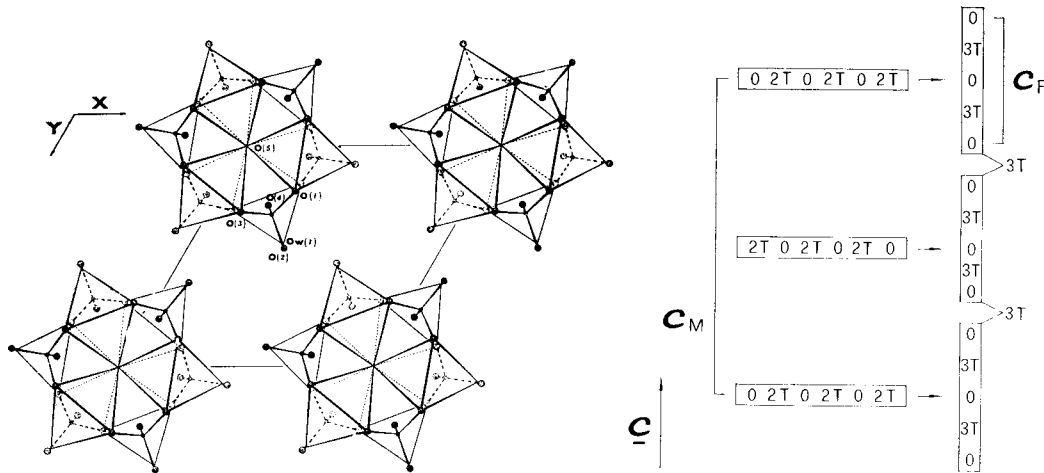 X
Y
O(5)
O(4)
O(1)
O(3)
OW(1)
O(2)
C_M
C
0 2T 0 2T 0 2T
2T 0 2T 0 2T 0
0 2T 0 2T 0 2T
0
3T
0
3T
0
C_F
3T
0
3T
0
3T
0
3T
0
3T
0
3T
0